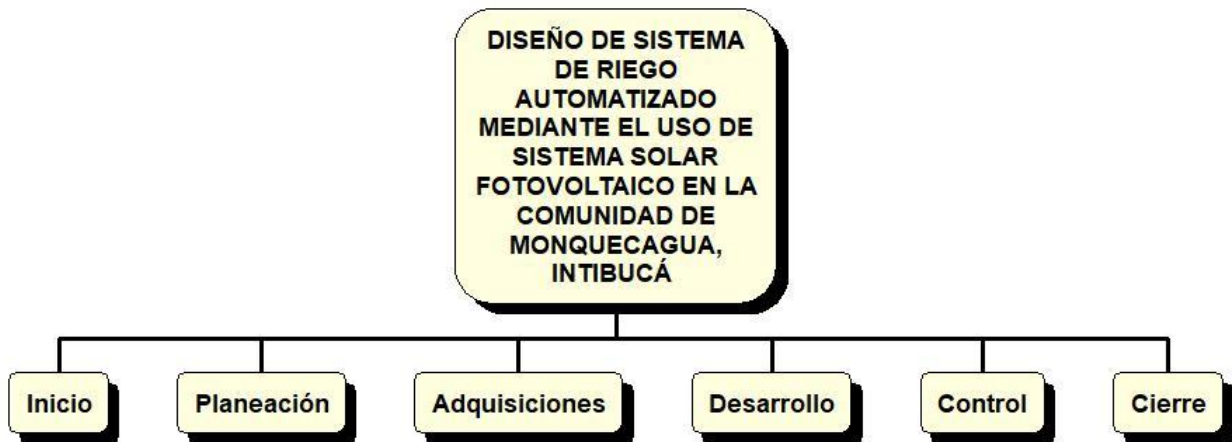 DISEÑO DE SISTEMA
DE RIEGO
AUTOMATIZADO
MEDIANTE EL USO DE
SISTEMA SOLAR
FOTOVOLTAICO EN LA
COMUNIDAD DE
MONQUECAGUA,
INTIBUCÁ
Inicio
Planeación
Adquisiciones
Desarrollo
Control
Cierre